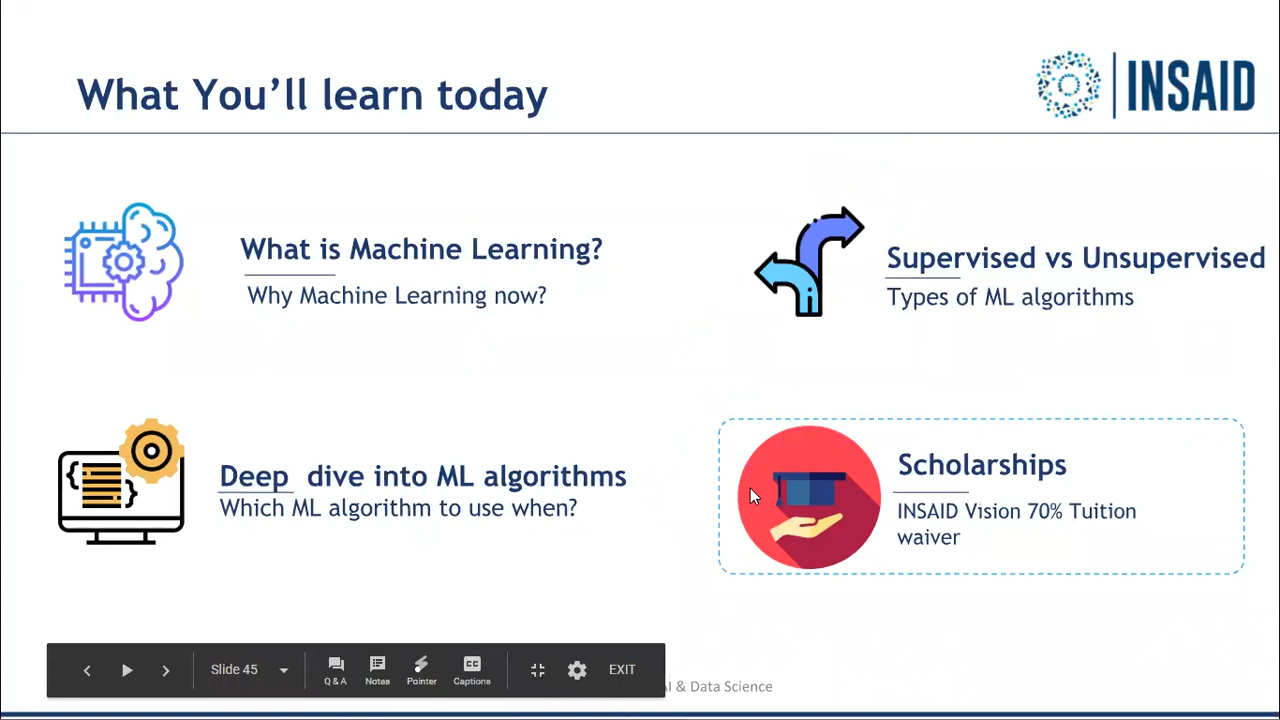 What You'll learn today
INSAID
What is Machine Learning?
Why Machine Learning now?
Supervised vs Unsupervised
Types of ML algorithms
Deep dive into ML algorithms
Which ML algorithm to use when?
Scholarships
INSAID Vision 70% Tuition
waiver
Slide 45
Q & A
Notes
Pointer
CC
Captions
EXIT
AI & Data Science